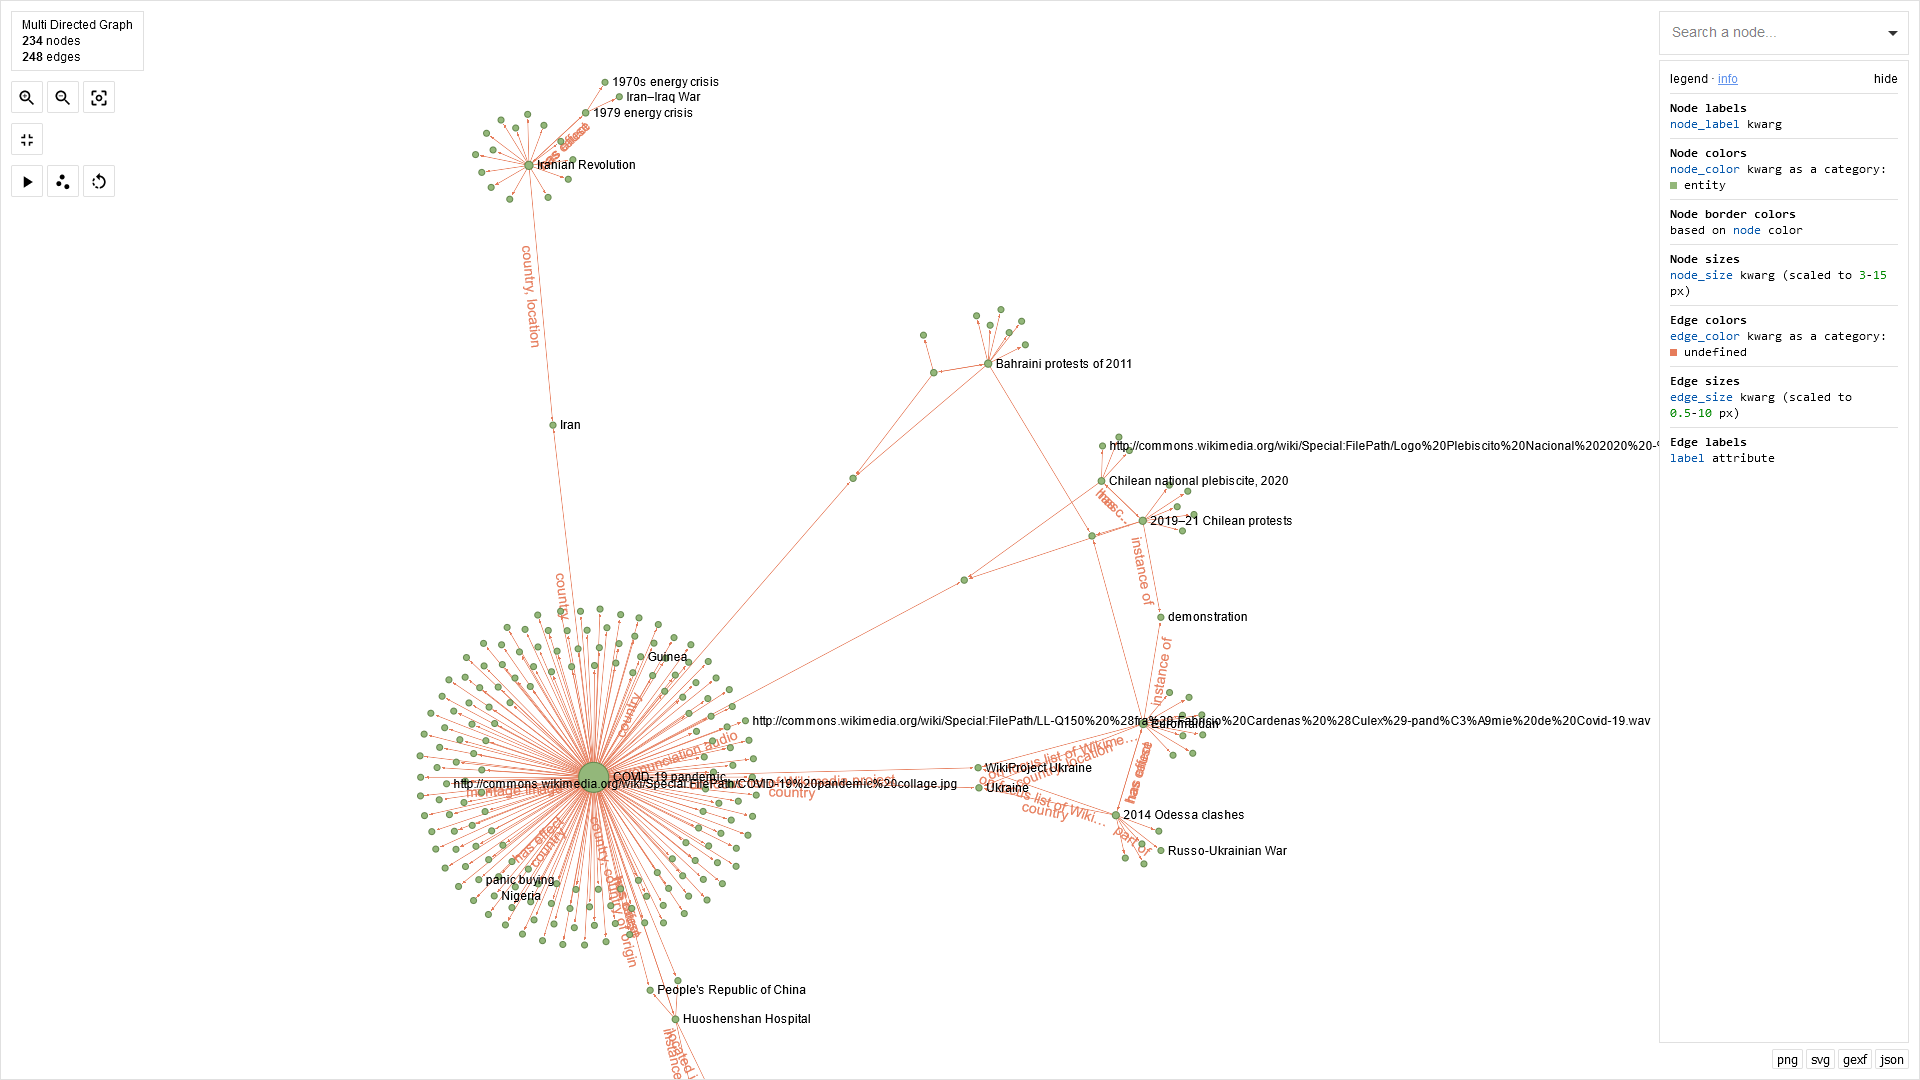 Multi Directed Graph
234 nodes
248 edges
Search a node...
legend · info
hide
Node labels
node_label kwarg
Node colors
node_color kwarg as a category:
entity
Node border colors
based on node color
Node sizes
node_size kwarg (scaled to 3-15
px)
Edge colors
edge_color kwarg as a category:
undefined
Edge sizes
edge_size kwarg (scaled to
0.5-10 px)
Edge labels
label attribute
1970s energy crisis
Iran–Iraq War
1979 energy crisis
Iranian Revolution
country, location
Bahraini protests of 2011
Iran
http://commons.wikimedia.org/wiki/Special:FilePath/Logo%20Plebiscito%20Nacional%202020%20-
Chilean national plebiscite, 2020
2019–21 Chilean protests
instance of
country
demonstration
instance of
Guinea
country
http://commons.wikimedia.org/wiki/Special:FilePath/LL-Q150%20%28fra%29-Fabricio%20Cardenas%20%28Culex%29-pand%C3%A9mie%20de%20Covid-19.wav
Euromaidan
WikiProject Ukraine
COVID-19 pandemic
http://commons.wikimedia.org/wiki/Special:FilePath/COVID-19%20pandemic%20collage.jpg
Ukraine
country
country
2014 Odessa clashes
part of
Russo-Ukrainian War
has effect
country
panic buying
Nigeria
People's Republic of China
Huoshenshan Hospital
png
svg
gexf
json